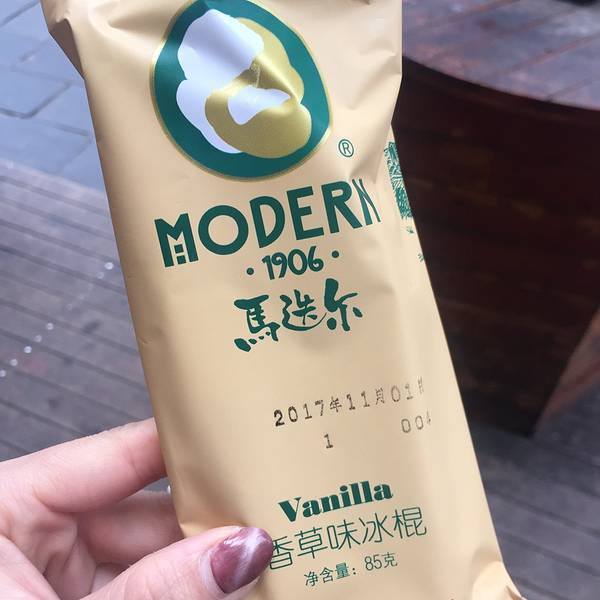 ®
MODERN
·1906·
馬迭尔
2017年11月01日
1 004
Vanilla
香草味冰棍
净含量：85克